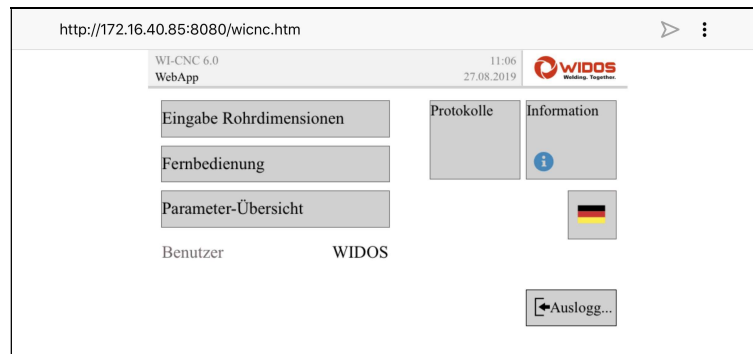 http://172.16.40.85:8080/wicnc.htm
WI-CNC 6.0
WebApp
11:06
27.08.2019
WIDOS
Welding. Together.
Eingabe Rohrdimensionen
Fernbedienung
Parameter-Übersicht
Protokolle
Information
Benutzer WIDOS
Auslogg...